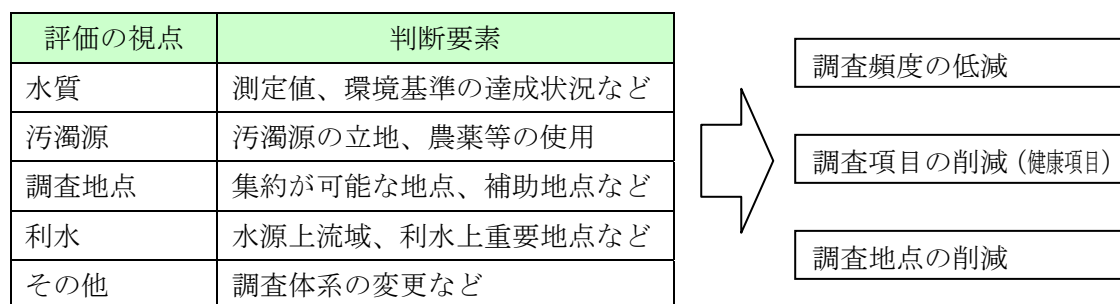 評価の視点 判断要素
水質 測定値、環境基準の達成状況など
汚濁源 汚濁源の立地、農薬等の使用
調査地点 集約が可能な地点、補助地点など
利水 水源上流域、利水上重要地点など
その他 調査体系の変更など
調査頻度の低減
調査項目の削減（健康項目）
調査地点の削減